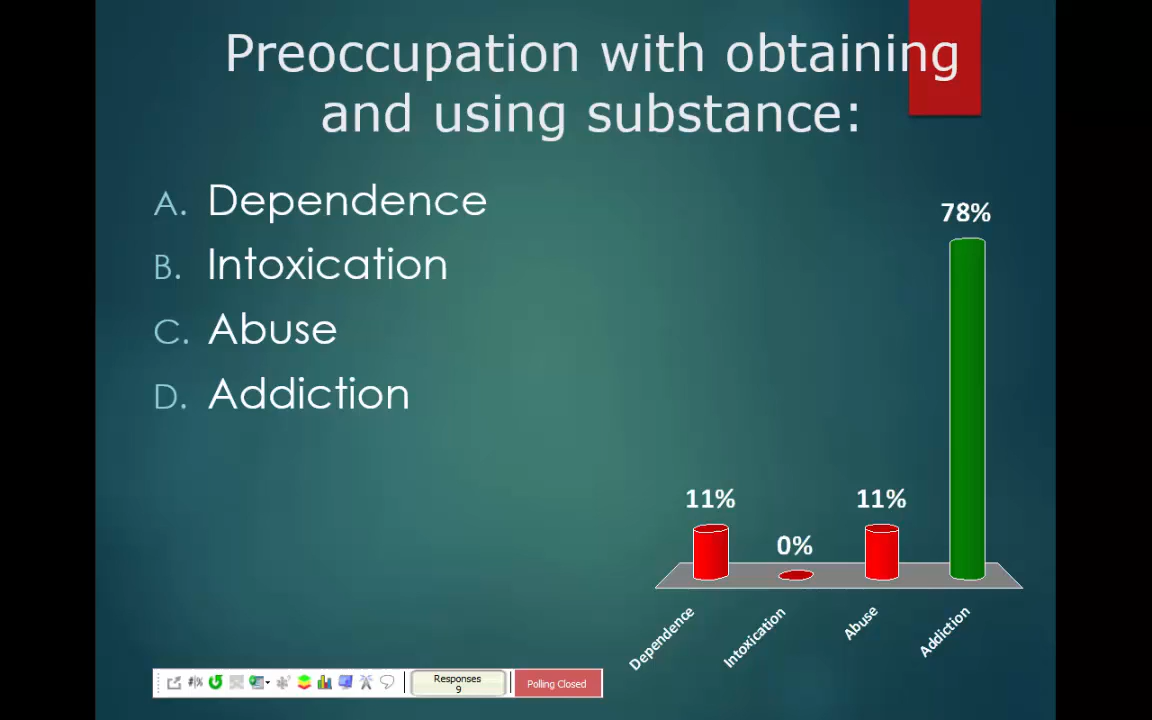 Preoccupation with obtaining
and using substance:
A. Dependence
B. Intoxication
C. Abuse
D. Addiction
78%
11%
0%
11%
Dependence
Intoxication
Abuse
Addiction
Responses
9
Polling Closed